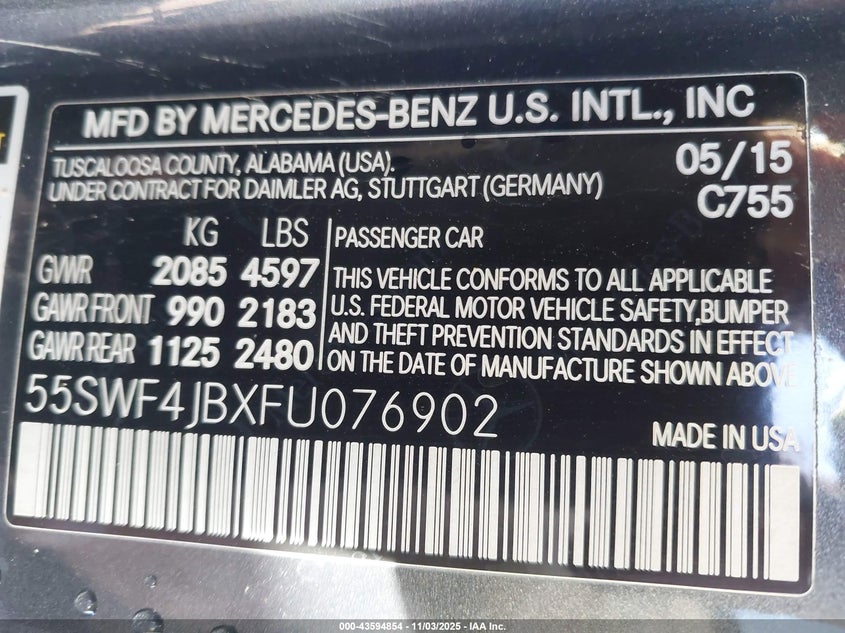 MFD BY MERCEDES-BENZ U.S. INTL., INC
TUSCALOOSA COUNTY, ALABAMA (USA).
UNDER CONTRACT FOR DAIMLER AG, STUTTGART (GERMANY)
05/15
C755
KG LBS
GVWR 2085 4597
GAWR FRONT 990 2183
GAWR REAR 1125 2480
PASSENGER CAR
THIS VEHICLE CONFORMS TO ALL APPLICABLE
U.S. FEDERAL MOTOR VEHICLE SAFETY, BUMPER
AND THEFT PREVENTION STANDARDS IN EFFECT
ON THE DATE OF MANUFACTURE SHOWN ABOVE
55SWF4JBXFU076902
MADE IN USA
000-43594854 - 11/03/2025 - IAA Inc.